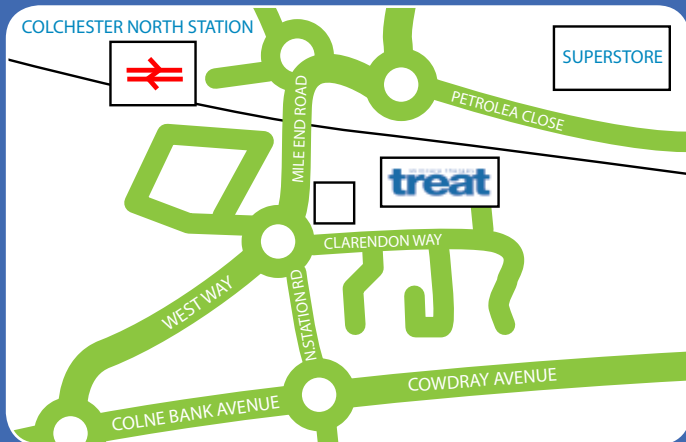 COLCHESTER NORTH STATION
SUPERSTORE
MILE END ROAD
PETROLEA CLOSE
treat
CLARENDON WAY
WEST WAY
N.STATION RD
COWDRAY AVENUE
COLNE BANK AVENUE